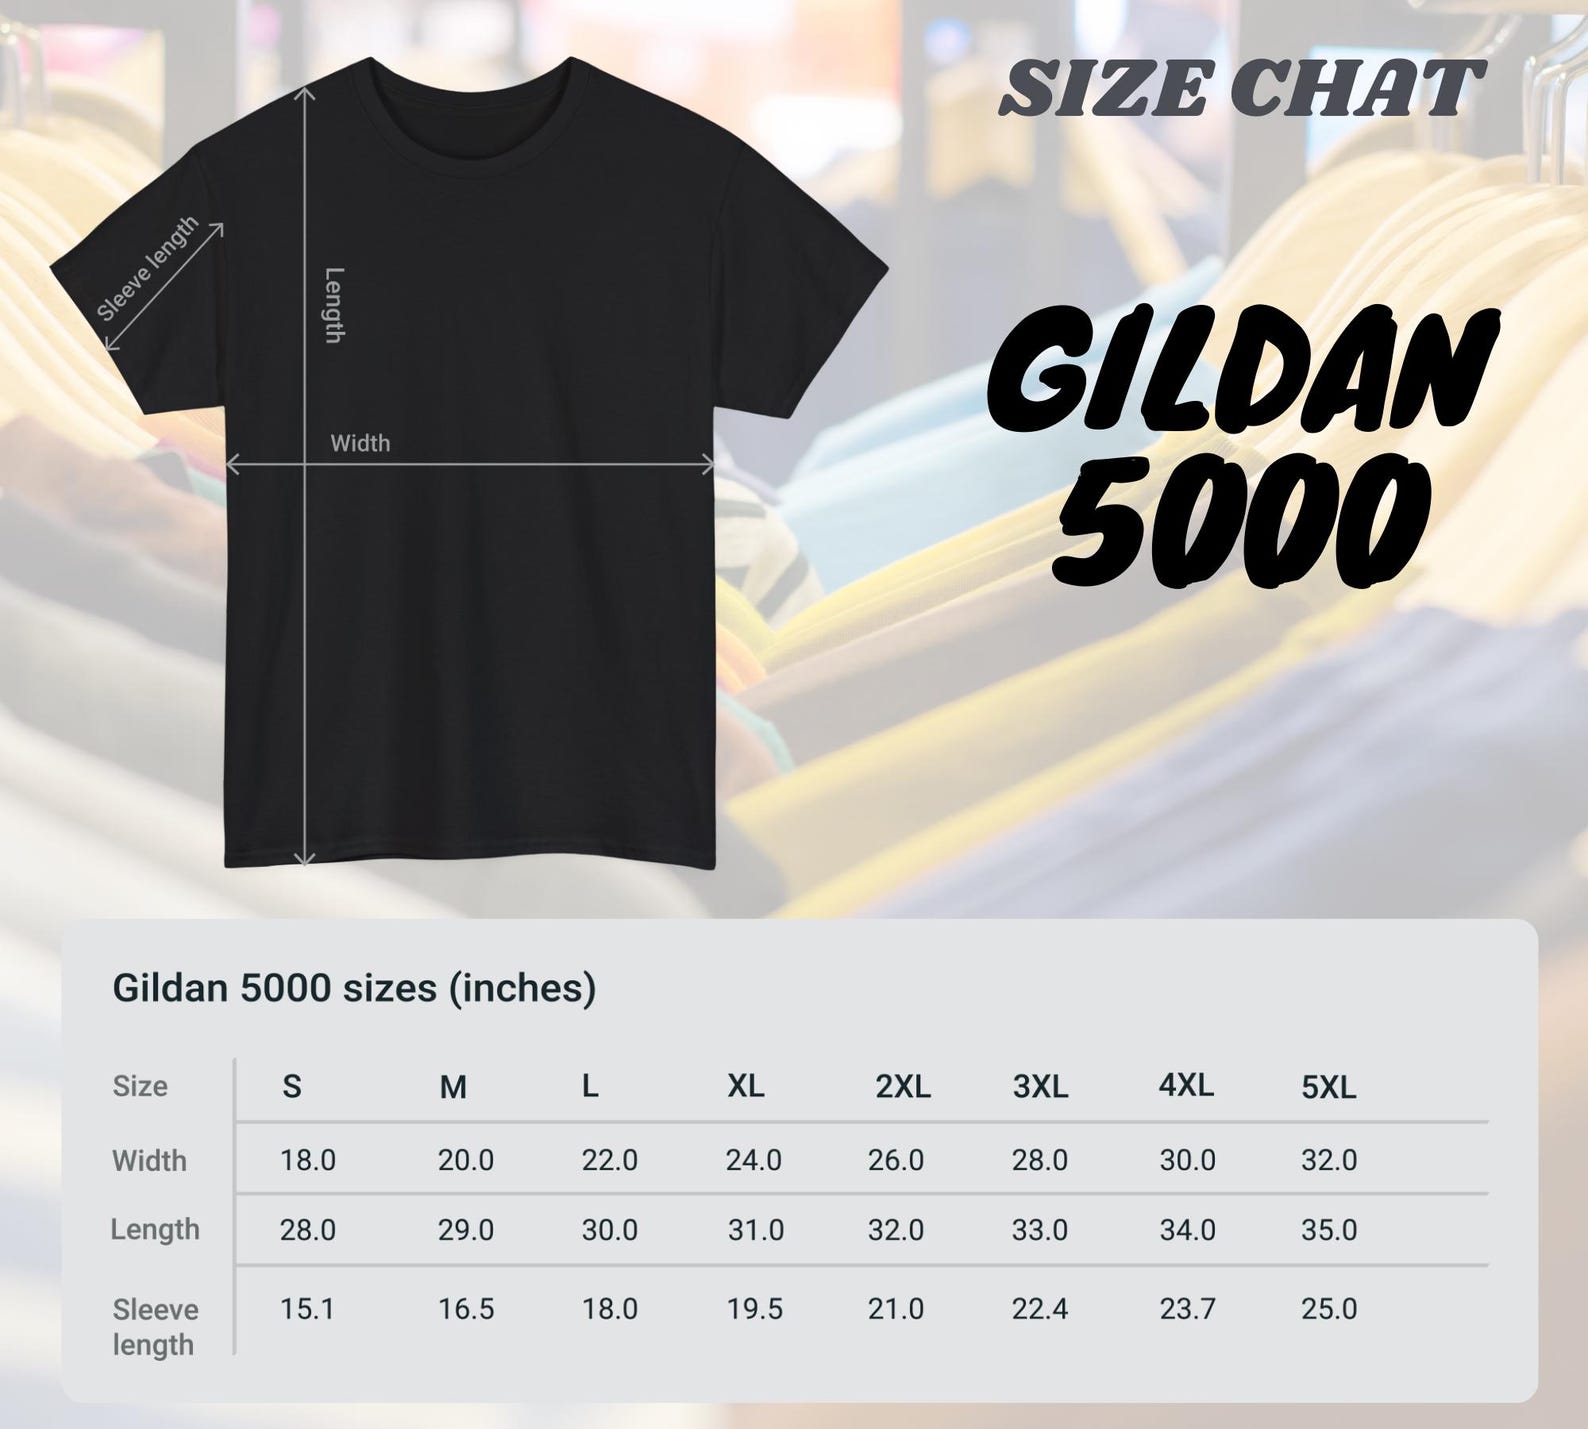 SIZE CHAT
Sleeve length
Length
Width
GILDAN
5000
Gildan 5000 sizes (inches)
Size S M L XL 2XL 3XL 4XL 5XL
Width 18.0 20.0 22.0 24.0 26.0 28.0 30.0 32.0
Length 28.0 29.0 30.0 31.0 32.0 33.0 34.0 35.0
Sleeve length 15.1 16.5 18.0 19.5 21.0 22.4 23.7 25.0